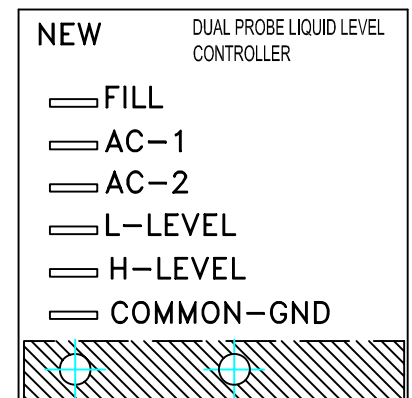 NEW
DUAL PROBE LIQUID LEVEL
CONTROLLER
FILL
AC-1
AC-2
L-LEVEL
H-LEVEL
COMMON-GND